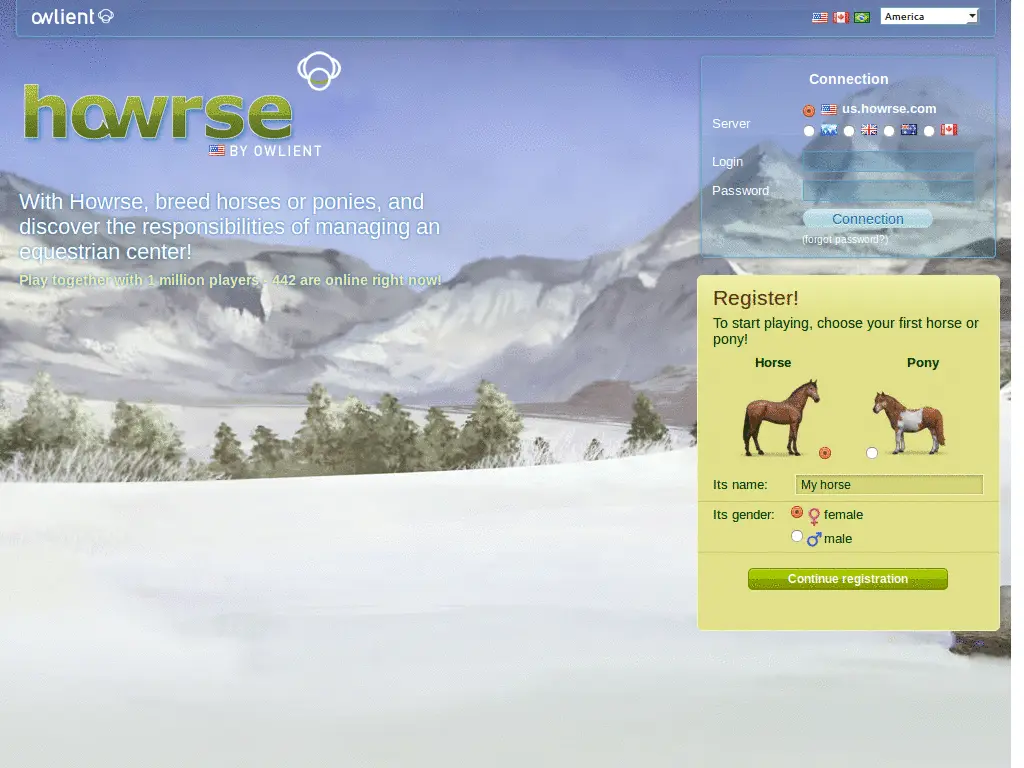 owlient
America
howrse
BY OWLIENT
With Howrse, breed horses or ponies, and
discover the responsibilities of managing an
equestrian center!
Play together with 1 million players - 442 are online right now!
Connection
Server
us.howrse.com
Login
Password
Connection
(forgot password?)
Register!
To start playing, choose your first horse or
pony!
Horse Pony
Its name: My horse
Its gender: female
male
Continue registration